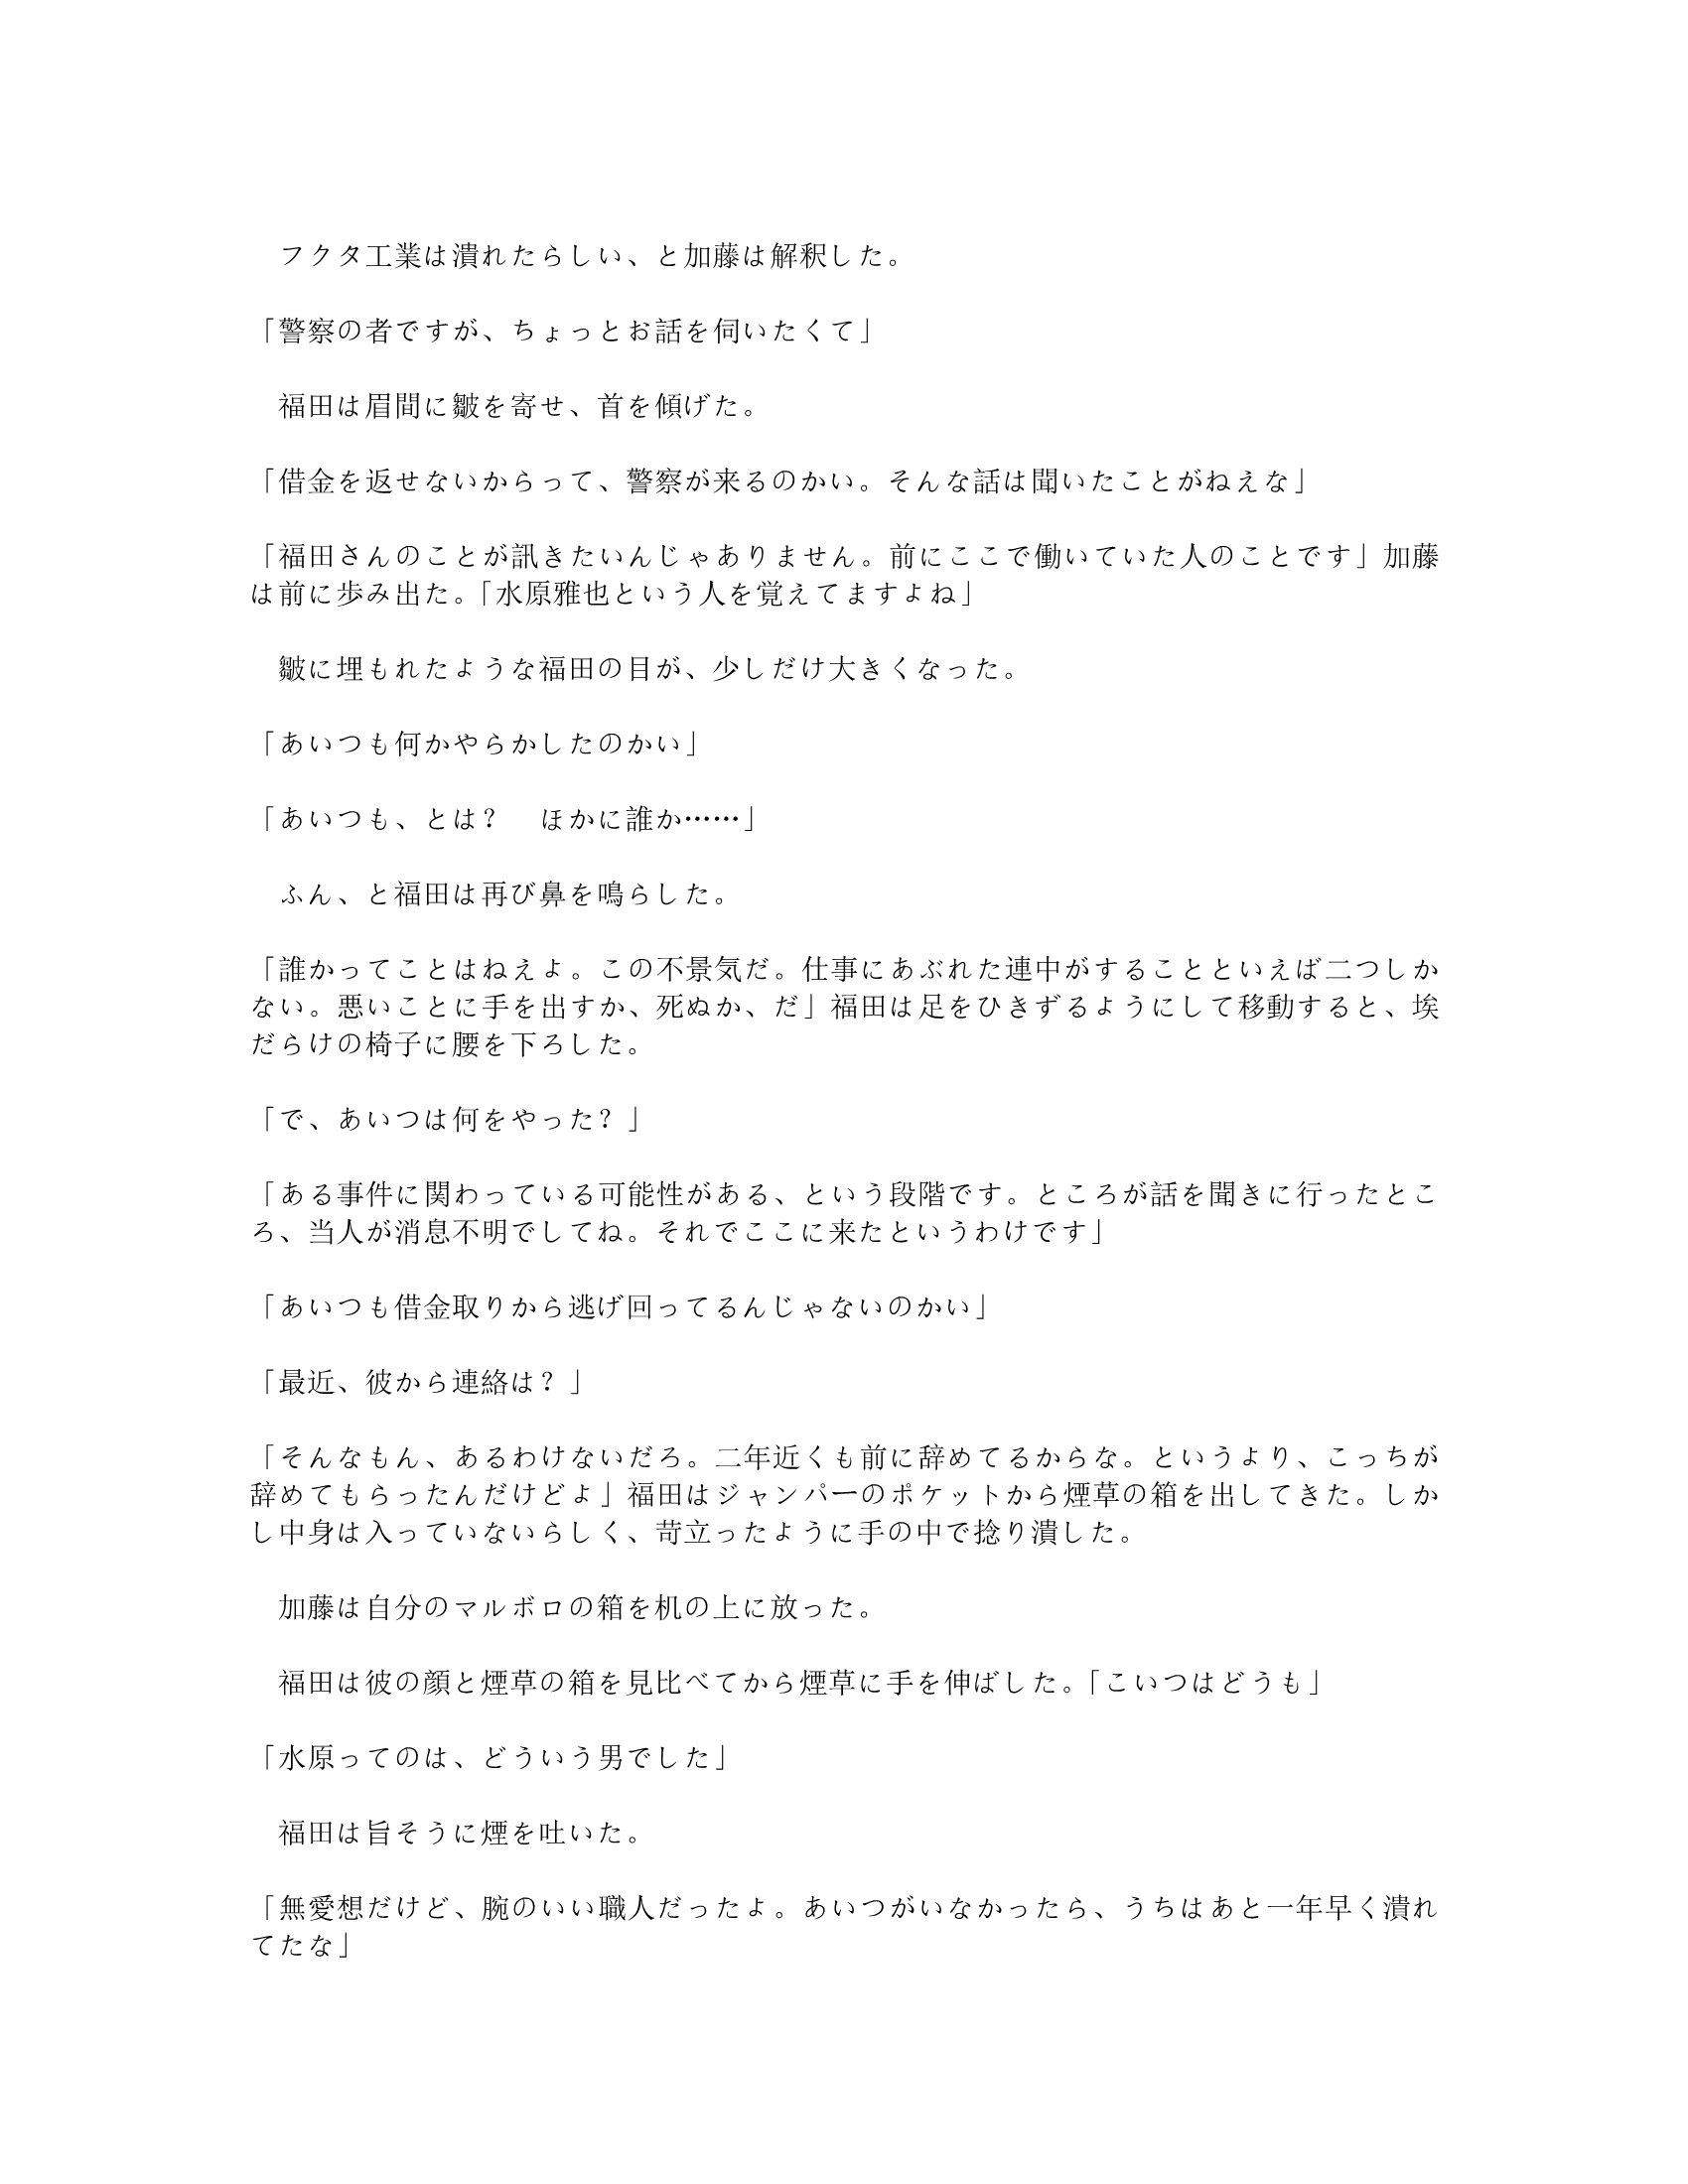 フクタ工業は潰れたらしい、と加藤は解釈した。
「警察の者ですが、ちょっとお話を伺いたくて」
　福田は眉間に皺を寄せ、首を傾げた。
「借金を返せないからって、警察が来るのかい。そんな話は聞いたことがねえな」
「福田さんのことが訊きたいんじゃありません。前にここで働いていた人のことです」加藤
は前に歩み出た。「水原雅也という人を覚えてますよね」
　皺に埋もれたような福田の目が、少しだけ大きくなった。
「あいつも何かやらかしたのかい」
「あいつも、とは？　ほかに誰か……」
　ふん、と福田は再び鼻を鳴らした。
「誰かってことはねえよ。この不景気だ。仕事にあぶれた連中がすることといえば二つしか
ない。悪いことに手を出すか、死ぬか、だ」福田は足をひきずるようにして移動すると、埃
だらけの椅子に腰を下ろした。
「で、あいつは何をやった？」
「ある事件に関わっている可能性がある、という段階です。ところが話を聞きに行ったとこ
ろ、当人が消息不明でしてね。それでここに来たというわけです」
「あいつも借金取りから逃げ回ってるんじゃないのかい」
「最近、彼から連絡は？」
「そんなもん、あるわけないだろ。二年近くも前に辞めてるからな。というより、こっちが
辞めてもらったんだけどよ」福田はジャンパーのポケットから煙草の箱を出してきた。しか
し中身は入っていないらしく、苛立ったように手の中で捻り潰した。
　加藤は自分のマルボロの箱を机の上に放った。
　福田は彼の顔と煙草の箱を見比べてから煙草に手を伸ばした。「こいつはどうも」
「水原ってのは、どういう男でした」
　福田は旨そうに煙を吐いた。
「無愛想だけど、腕のいい職人だったよ。あいつがいなかったら、うちはあと一年早く潰れ
てたな」